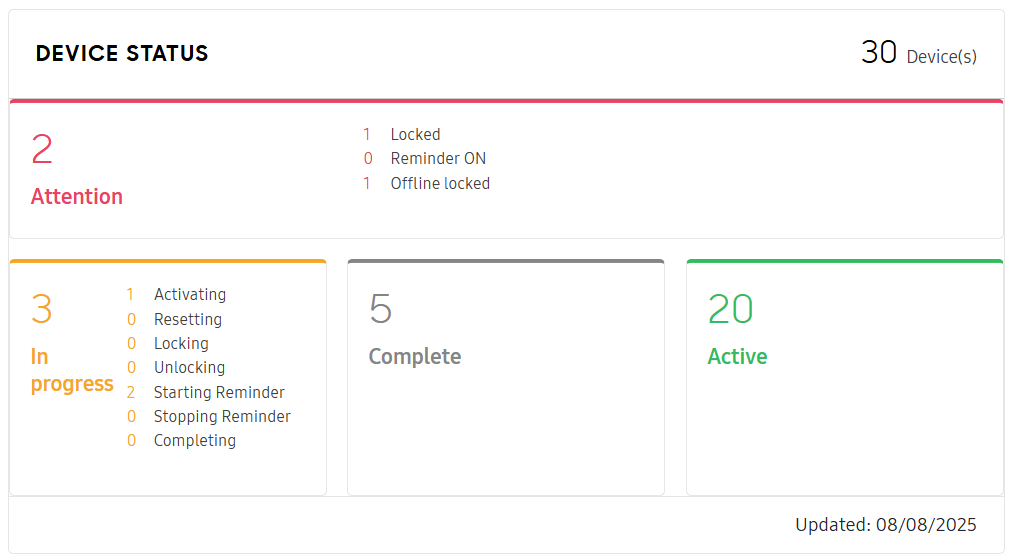 DEVICE STATUS
30 Device(s)
2
Attention
1 Locked
0 Reminder ON
1 Offline locked
3
In
progress
1 Activating
0 Resetting
0 Locking
0 Unlocking
2 Starting Reminder
0 Stopping Reminder
0 Completing
5
Complete
20
Active
Updated: 08/08/2025